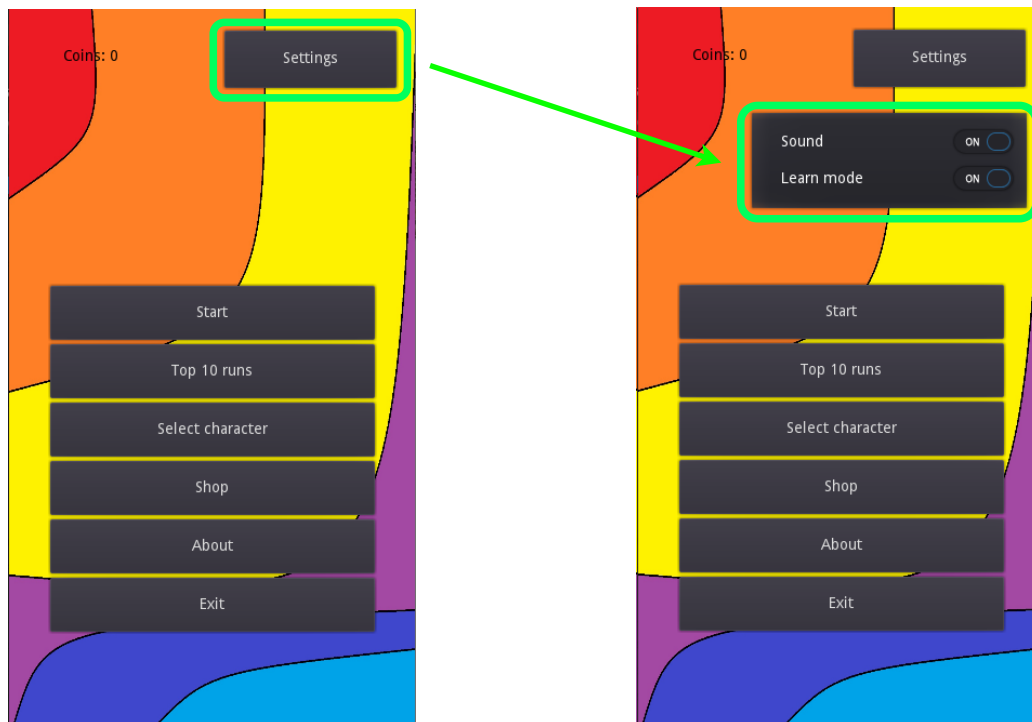 Coins: 0
Settings
Start
Top 10 runs
Select character
Shop
About
Exit
Coins: 0
Settings
Sound ON
Learn mode ON
Start
Top 10 runs
Select character
Shop
About
Exit